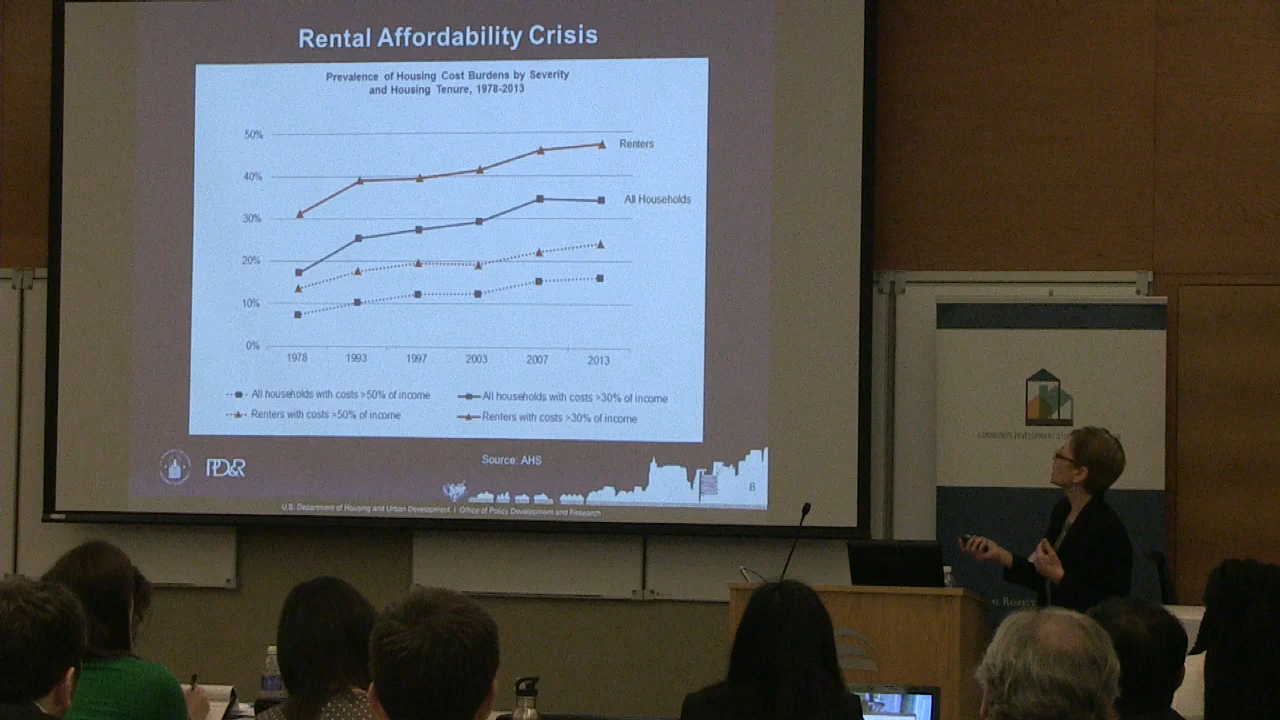 Rental Affordability Crisis
Prevalence of Housing Cost Burdens by Severity
and Housing Tenure, 1978-2013
50%
40%
30%
20%
10%
0%
Renters
All Households
1978 1993 1997 2003 2007 2013
All households with costs >50% of income
All households with costs >30% of income
Renters with costs >50% of income
Renters with costs >30% of income
PD&R
Source: AHS
8
U.S. Department of Housing and Urban Development | Office of Policy Development and Research
COMMUNITY DEVELOPMENT